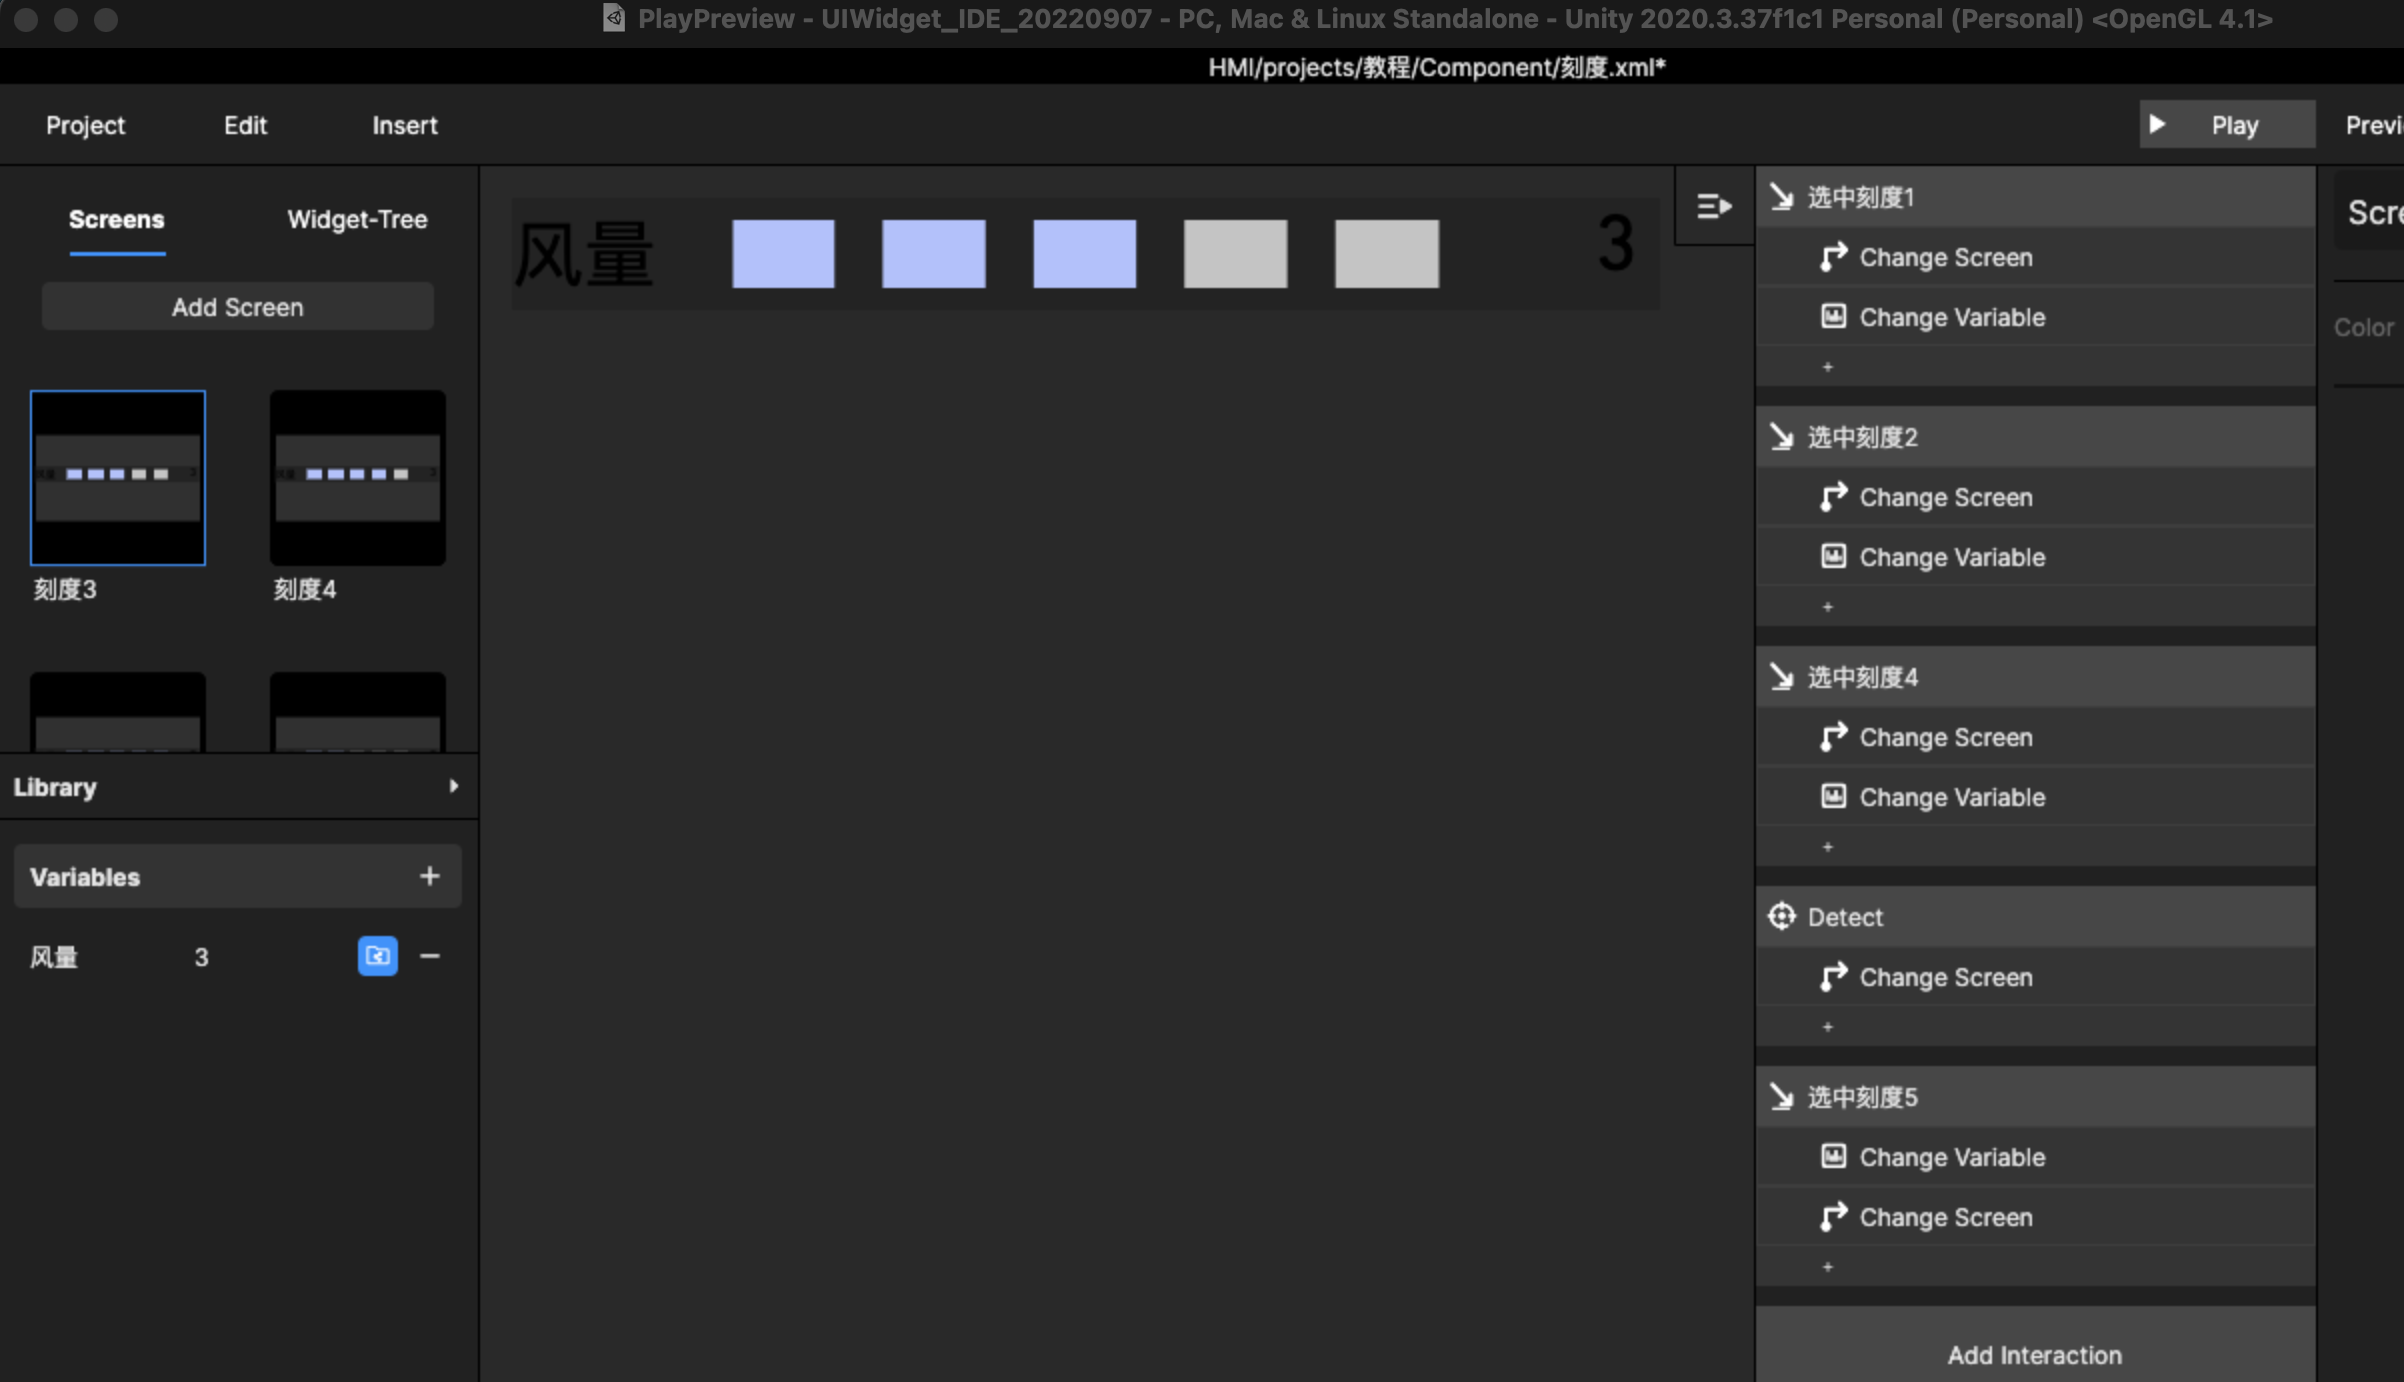 PlayPreview - UIWidget_IDE_20220907 - PC, Mac & Linux Standalone - Unity 2020.3.37f1c1 Personal (Personal) <OpenGL 4.1>
HMI/projects/教程/Component/刻度.xml*
Project Edit Insert
Play
Screens Widget-Tree
Add Screen
刻度3 刻度4
Library
Variables +
风量 3
风量 3
选中刻度1
Change Screen
Change Variable
+
选中刻度2
Change Screen
Change Variable
+
选中刻度4
Change Screen
Change Variable
+
Detect
Change Screen
+
选中刻度5
Change Variable
Change Screen
+
Add Interaction
Color